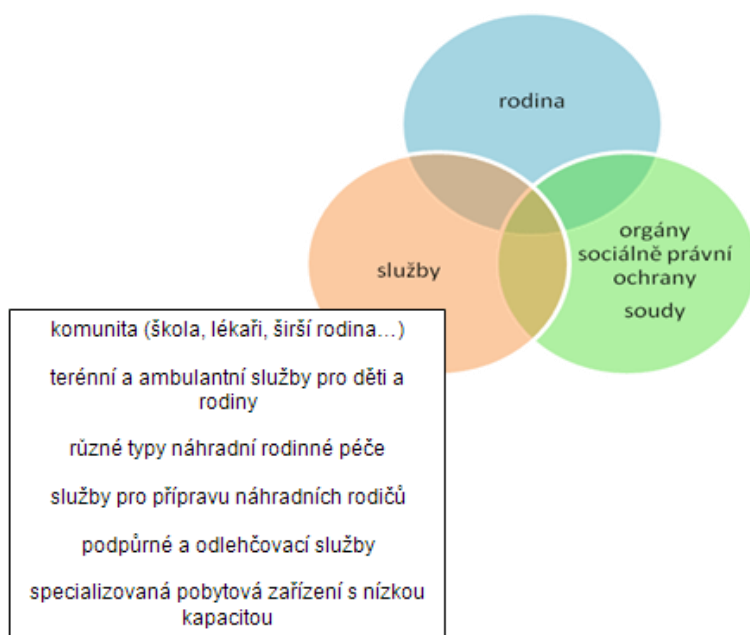 rodina
služby
orgány
sociálně právní
ochrany
soudy
komunita (škola, lékaři, širší rodina…)
terénní a ambulantní služby pro děti a
rodiny
různé typy náhradní rodinné péče
služby pro přípravu náhradních rodičů
podpůrné a odlehčovací služby
specializovaná pobytová zařízení s nízkou
kapacitou